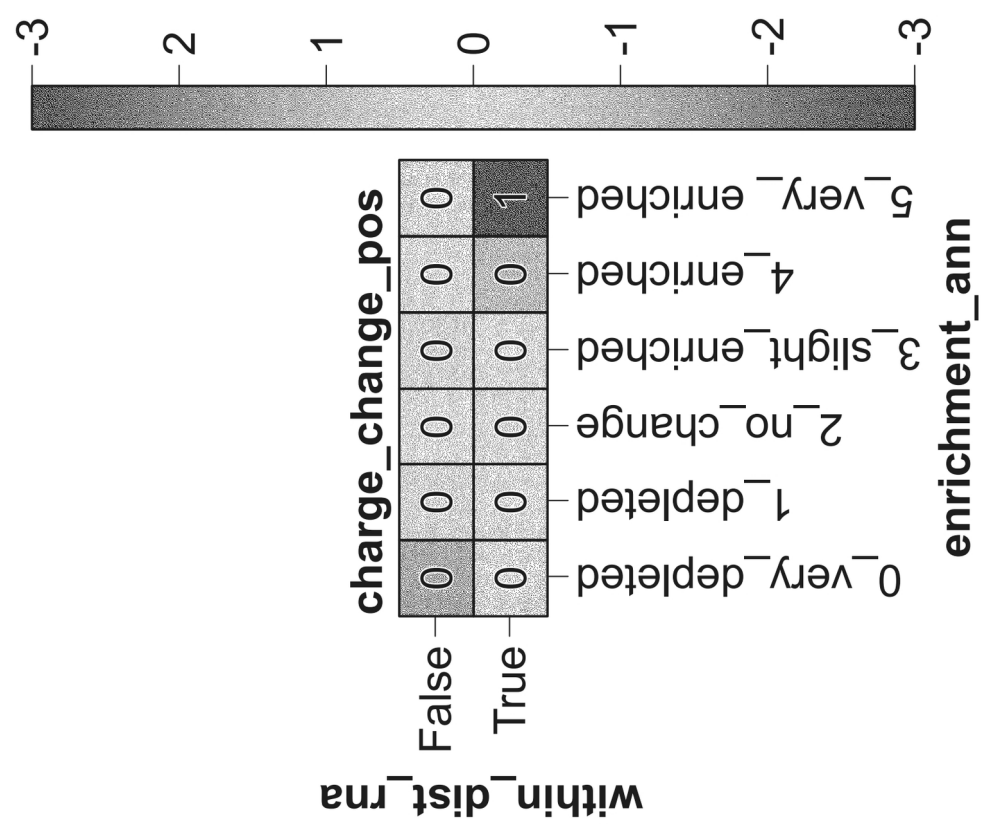 charge_change_pos
within_dist_rna
False
0 0 0 0 0 0
True
0 0 0 0 0 1
0_very_depleted
1_depleted
2_no_change
3_slight_enriched
4_enriched
5_very_enriched
enrichment_ann
-3
2
1
0
-1
-2
-3